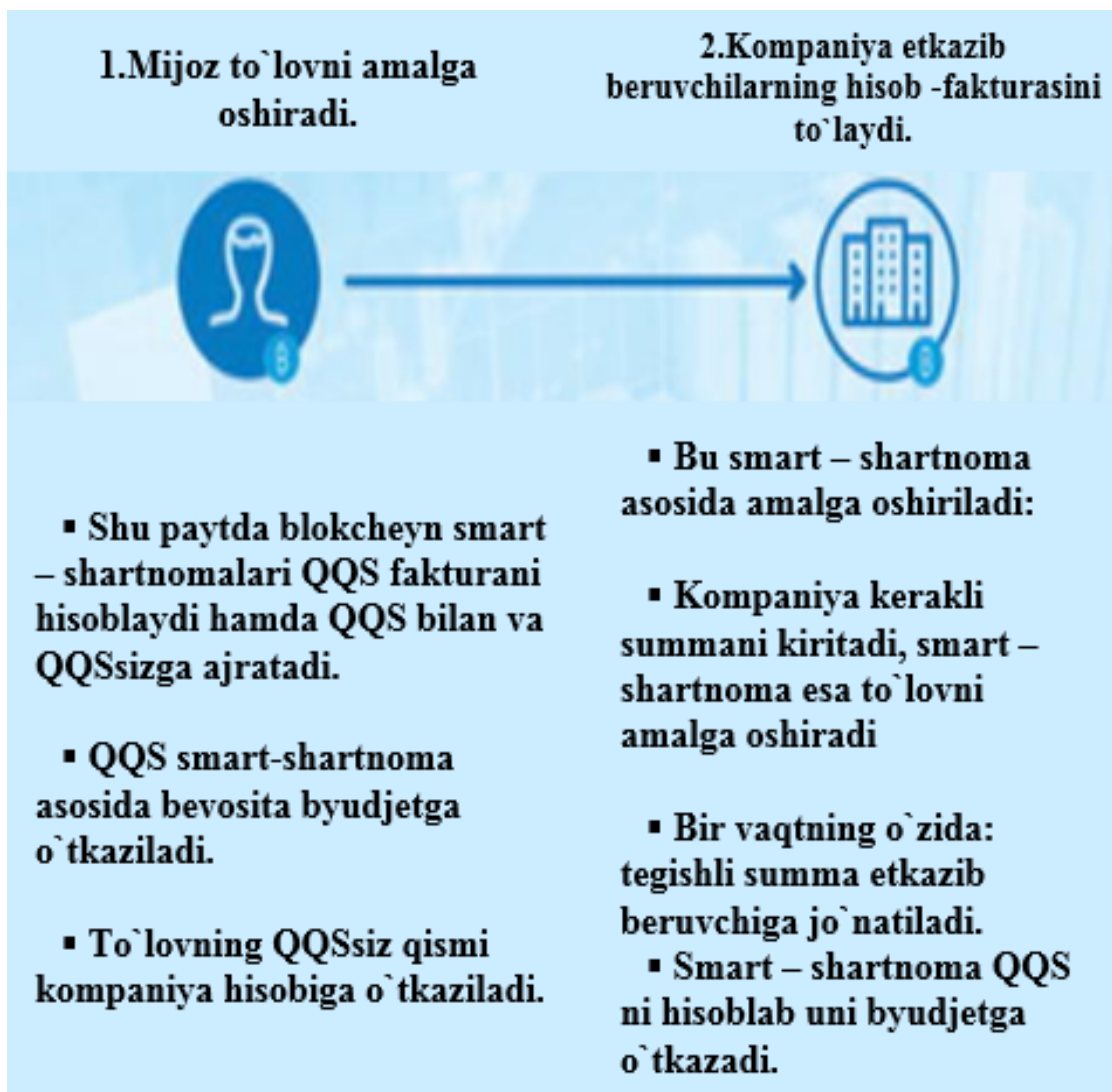 1.Mijoz to`lovni amalga
oshiradi.
2.Kompaniya etkazib
beruvchilarning hisob -fakturasini
to`laydi.
▪ Shu paytda blokcheyn smart
– shartnomalari QQS fakturani
hisoblaydi hamda QQS bilan va
QQSsizga ajratadi.
▪ QQS smart-shartnoma
asosida bevosita byudjetga
o`tkaziladi.
▪ To`lovning QQSsiz qismi
kompaniya hisobiga o`tkaziladi.
▪ Bu smart – shartnoma
asosida amalga oshiriladi:
▪ Kompaniya kerakli
summani kiritadi, smart –
shartnoma esa to`lovni
amalga oshiradi
▪ Bir vaqtning o`zida:
tegishli summa etkazib
beruvchiga jo`natiladi.
▪ Smart – shartnoma QQS
ni hisoblab uni byudjetga
o`tkazadi.